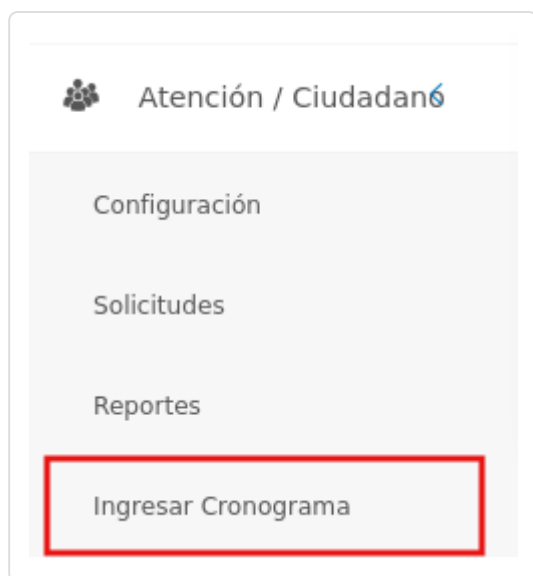 Atención / Ciudadano
Configuración
Solicitudes
Reportes
Ingresar Cronograma